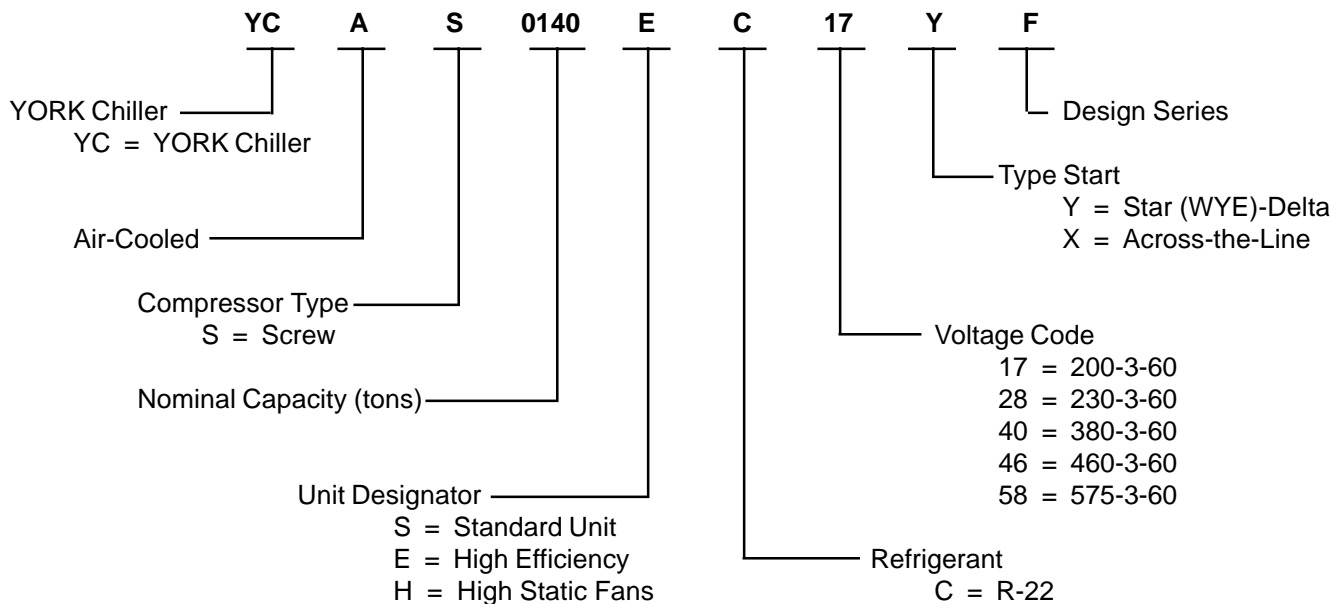 YC A S 0140 E C 17 Y F
YORK Chiller
YC = YORK Chiller
Design Series
Type Start
Y = Star (WYE)-Delta
X = Across-the-Line
Air-Cooled
Compressor Type
S = Screw
Voltage Code
17 = 200-3-60
28 = 230-3-60
40 = 380-3-60
46 = 460-3-60
58 = 575-3-60
Nominal Capacity (tons)
Unit Designator
S = Standard Unit
E = High Efficiency
H = High Static Fans
Refrigerant
C = R-22